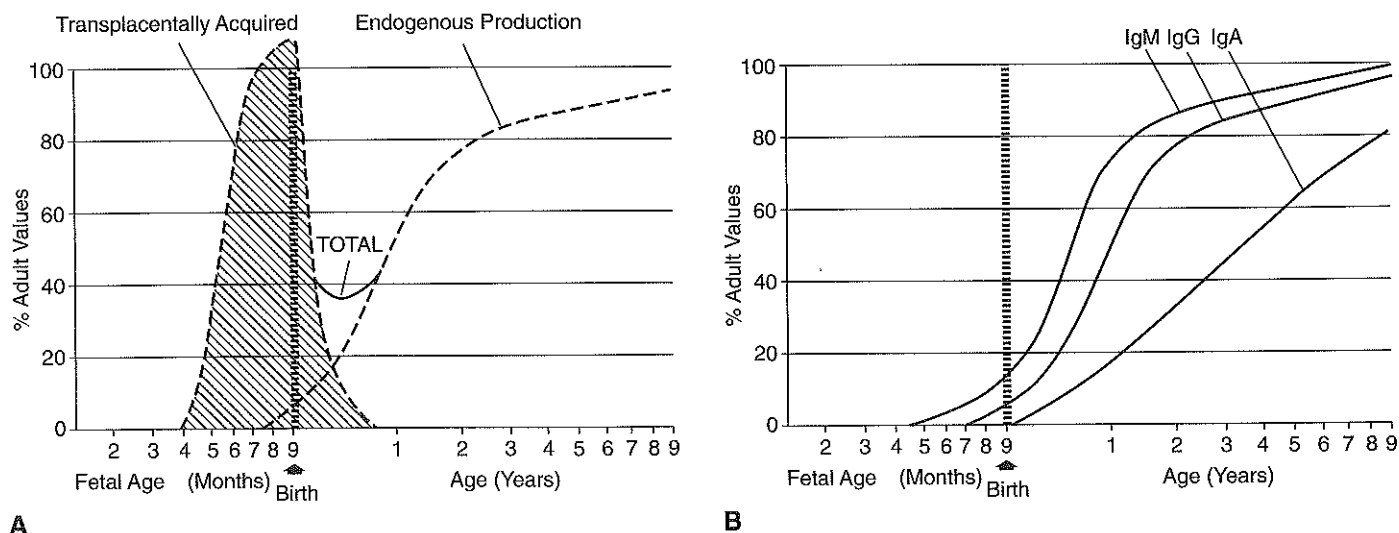 Transplacentally Acquired
Endogenous Production
% Adult Values
100
80
60
40
20
0
TOTAL
2 3 4 5 6 7 8 9 1 2 3 4 5 6 7 8 9
Fetal Age (Months) Birth Age (Years)
A
IgM IgG IgA
% Adult Values
100
80
60
40
20
0
2 3 4 5 6 7 8 9 1 2 3 4 5 6 7 8 9
Fetal Age (Months) Birth Age (Years)
B